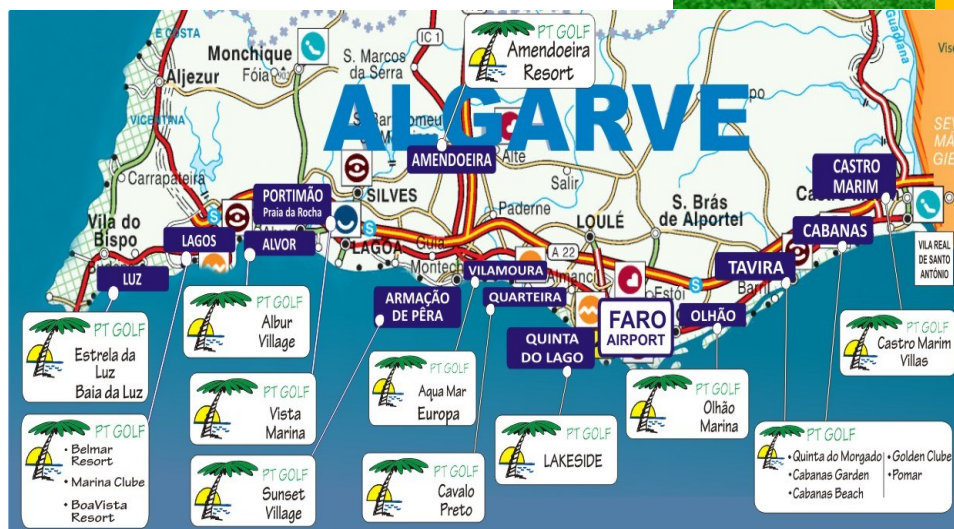 E COSTA
VICENTINA
Monchique
Fóia
Aljezur
S. Marcos
da Serra
IC 1
PT GOLF
Amendoeira
Resort
Guadiana
ALGARVE
AMENDOEIRA
Alte
Salir
Carrapateira
Vila do
Bispo
SILVES
PORTIMÃO
Praia da Rocha
LAGOS
ALVOR
LAGOA
Guia
Paderne
LOULÉ
S. Brás
de Alportel
CASTRO
MARIM
CABANAS
VILA REAL
DE SANTO
ANTÓNIO
LUZ
ARMAÇÃO
DE PÊRA
VILAMOURA
QUARTEIRA
A 22
S
S
S
S
Estói
TAVIRA
QUINTA
DO LAGO
FARO
AIRPORT
OLHÃO
PT GOLF
Estrela da
Luz
Baia da Luz
PT GOLF
Albur
Village
PT GOLF
Vista
Marina
PT GOLF
Aqua Mar
Europa
PT GOLF
Olhão
Marina
PT GOLF
Castro Marim
Villas
PT GOLF
• Belmar
Resort
• Marina Clube
• BoaVista
Resort
PT GOLF
Sunset
Village
PT GOLF
Cavalo
Preto
PT GOLF
LAKESIDE
PT GOLF
• Quinta do Morgado
• Cabanas Garden
• Cabanas Beach
• Golden Clube
• Pomar